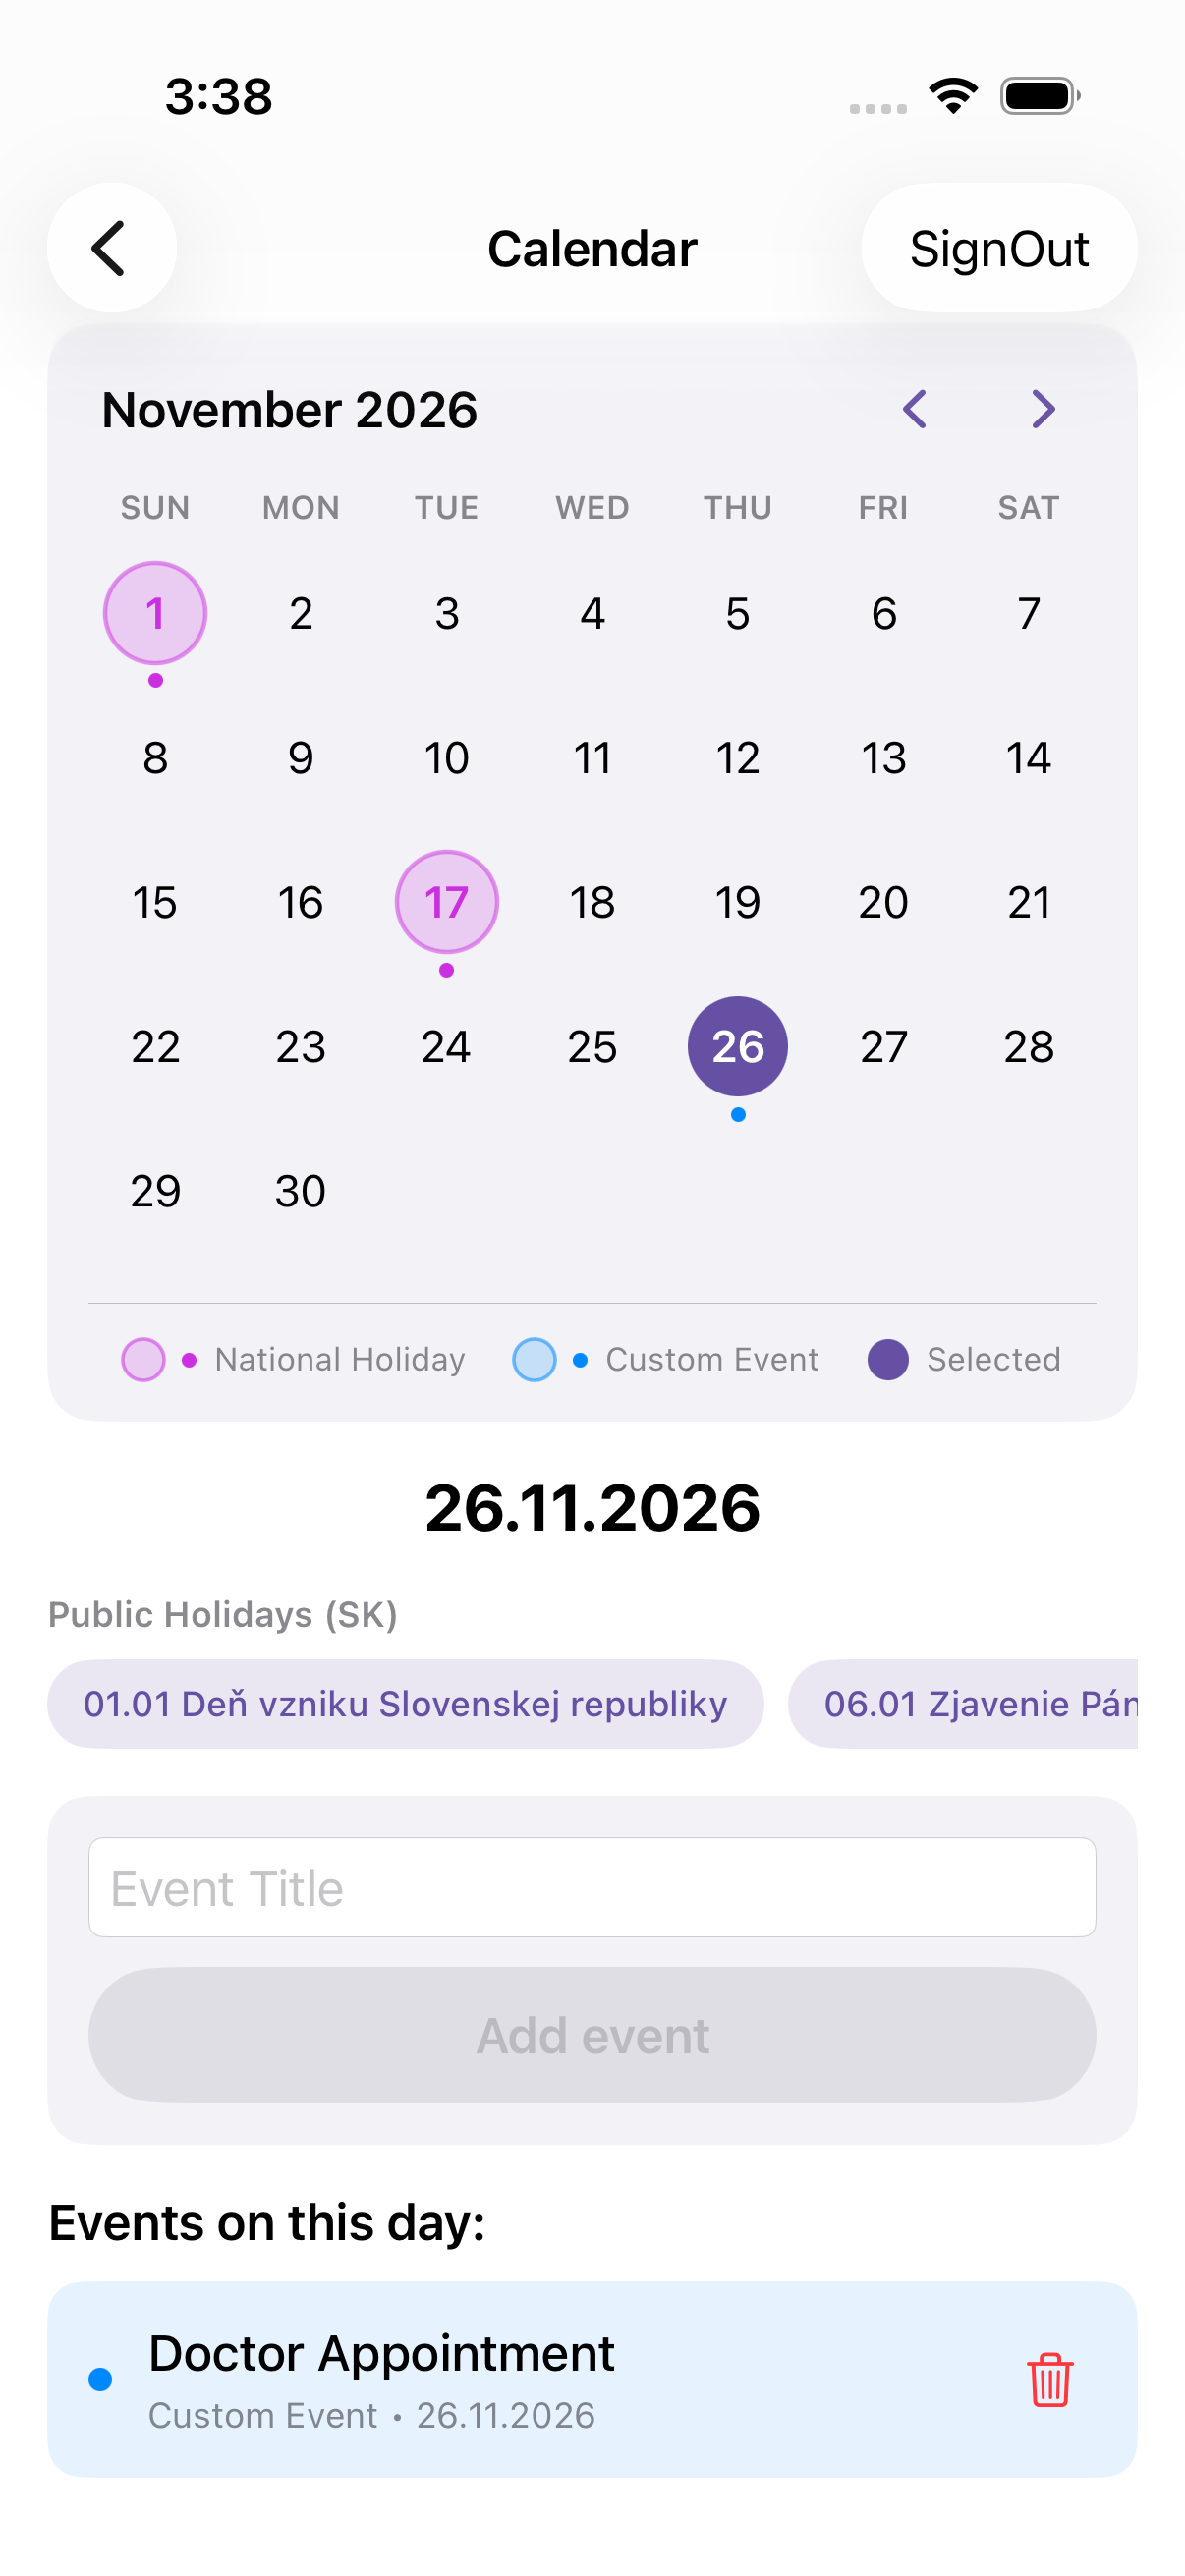 3:38
Calendar
SignOut
November 2026
SUN MON TUE WED THU FRI SAT
1 2 3 4 5 6 7
8 9 10 11 12 13 14
15 16 17 18 19 20 21
22 23 24 25 26 27 28
29 30
National Holiday Custom Event Selected
26.11.2026
Public Holidays (SK)
01.01 Deň vzniku Slovenskej republiky 06.01 Zjavenie
Event Title
Add event
Events on this day:
Doctor Appointment
Custom Event • 26.11.2026